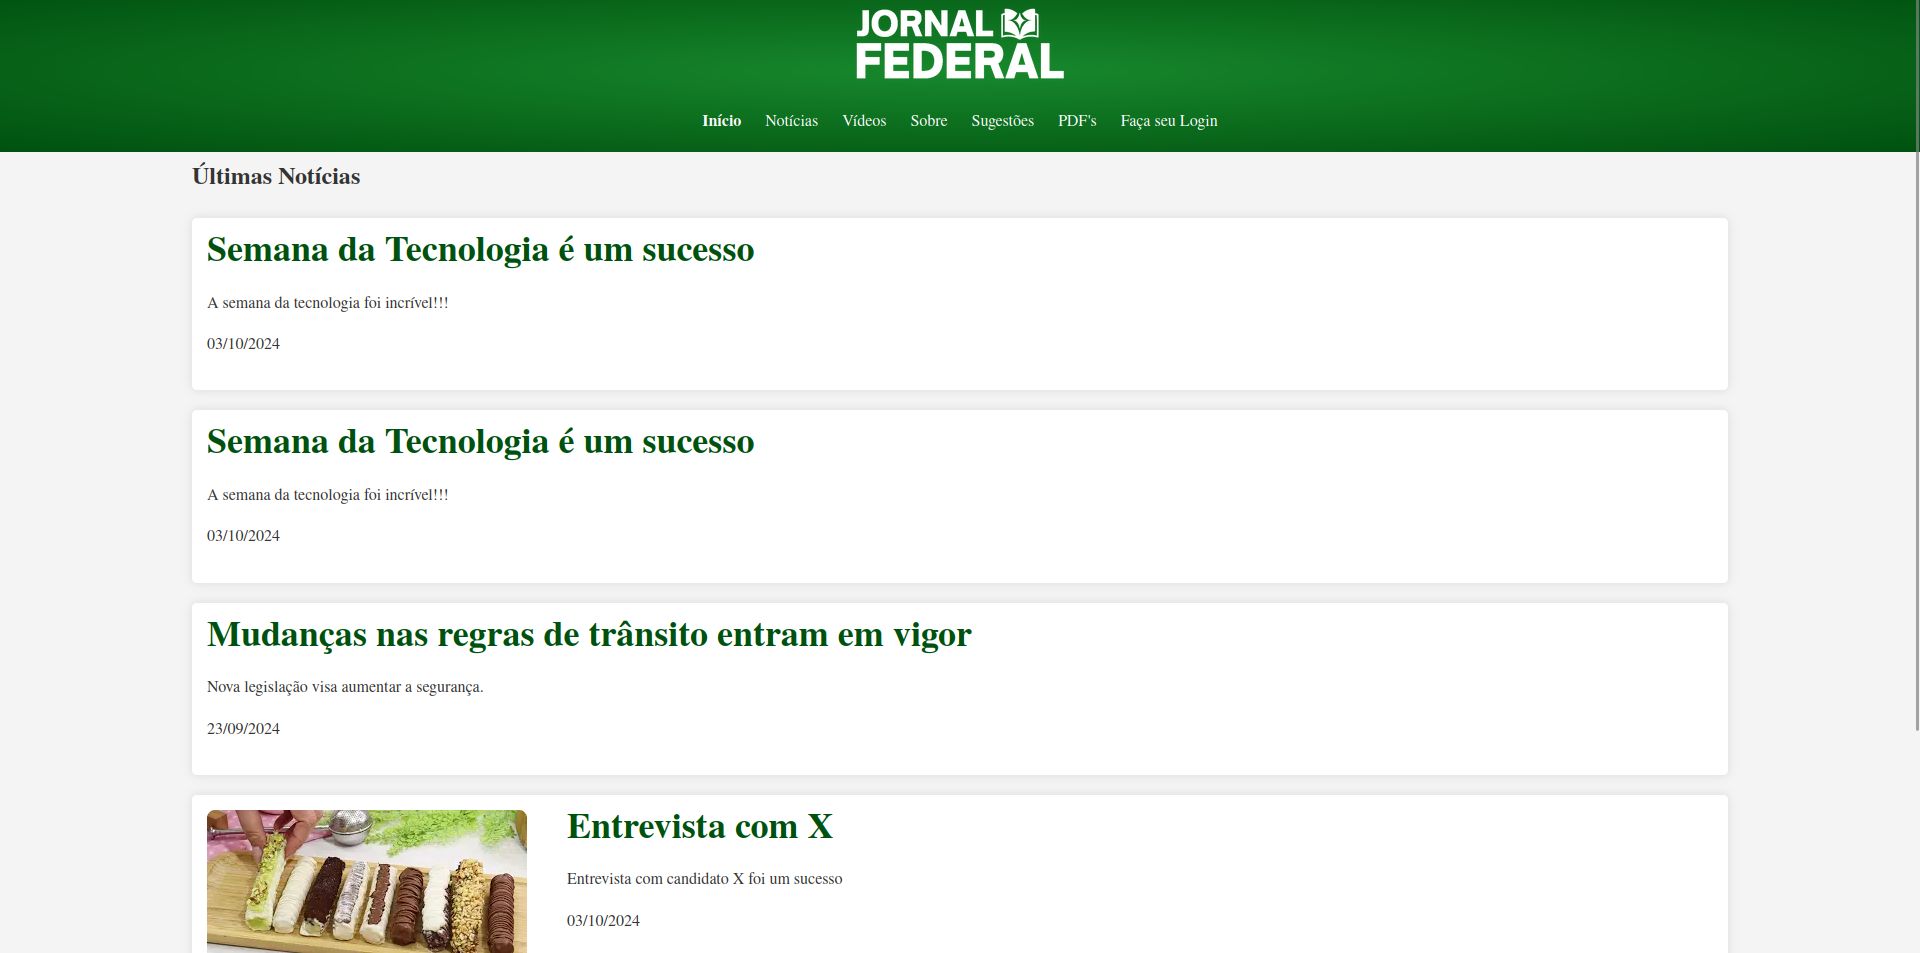 JORNAL
FEDERAL
Início Notícias Vídeos Sobre Sugestões PDF's Faça seu Login
Últimas Notícias
Semana da Tecnologia é um sucesso
A semana da tecnologia foi incrível!!!
03/10/2024
Semana da Tecnologia é um sucesso
A semana da tecnologia foi incrível!!!
03/10/2024
Mudanças nas regras de trânsito entram em vigor
Nova legislação visa aumentar a segurança.
23/09/2024
Entrevista com X
Entrevista com candidato X foi um sucesso
03/10/2024